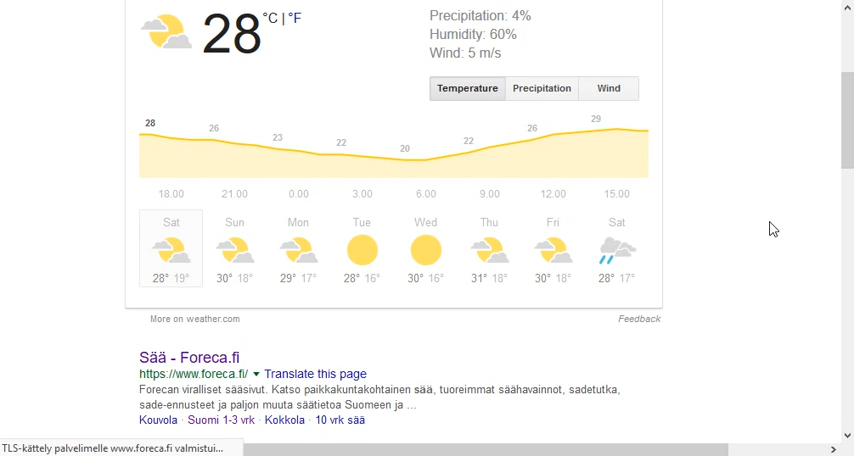 28 °C | °F
Precipitation: 4%
Humidity: 60%
Wind: 5 m/s
Temperature Precipitation Wind
28 26 23 22 20 22 26 29
18.00 21.00 0.00 3.00 6.00 9.00 12.00 15.00
Sat Sun Mon Tue Wed Thu Fri Sat
28° 19° 30° 18° 29° 17° 28° 16° 30° 16° 31° 18° 30° 18° 28° 17°
More on weather.com Feedback
Sää - Foreca.fi
https://www.foreca.fi/ Translate this page
Forecan viralliset sääsivut. Katso paikkakuntakohtainen sää, tuoreimmat säähavainnot, sadetutka,
sade-ennusteet ja paljon muuta säätietoa Suomeen ja ...
Kouvola · Suomi 1-3 vrk · Kokkola · 10 vrk sää
TLS-kättely palvelimelle www.foreca.fi valmistui...